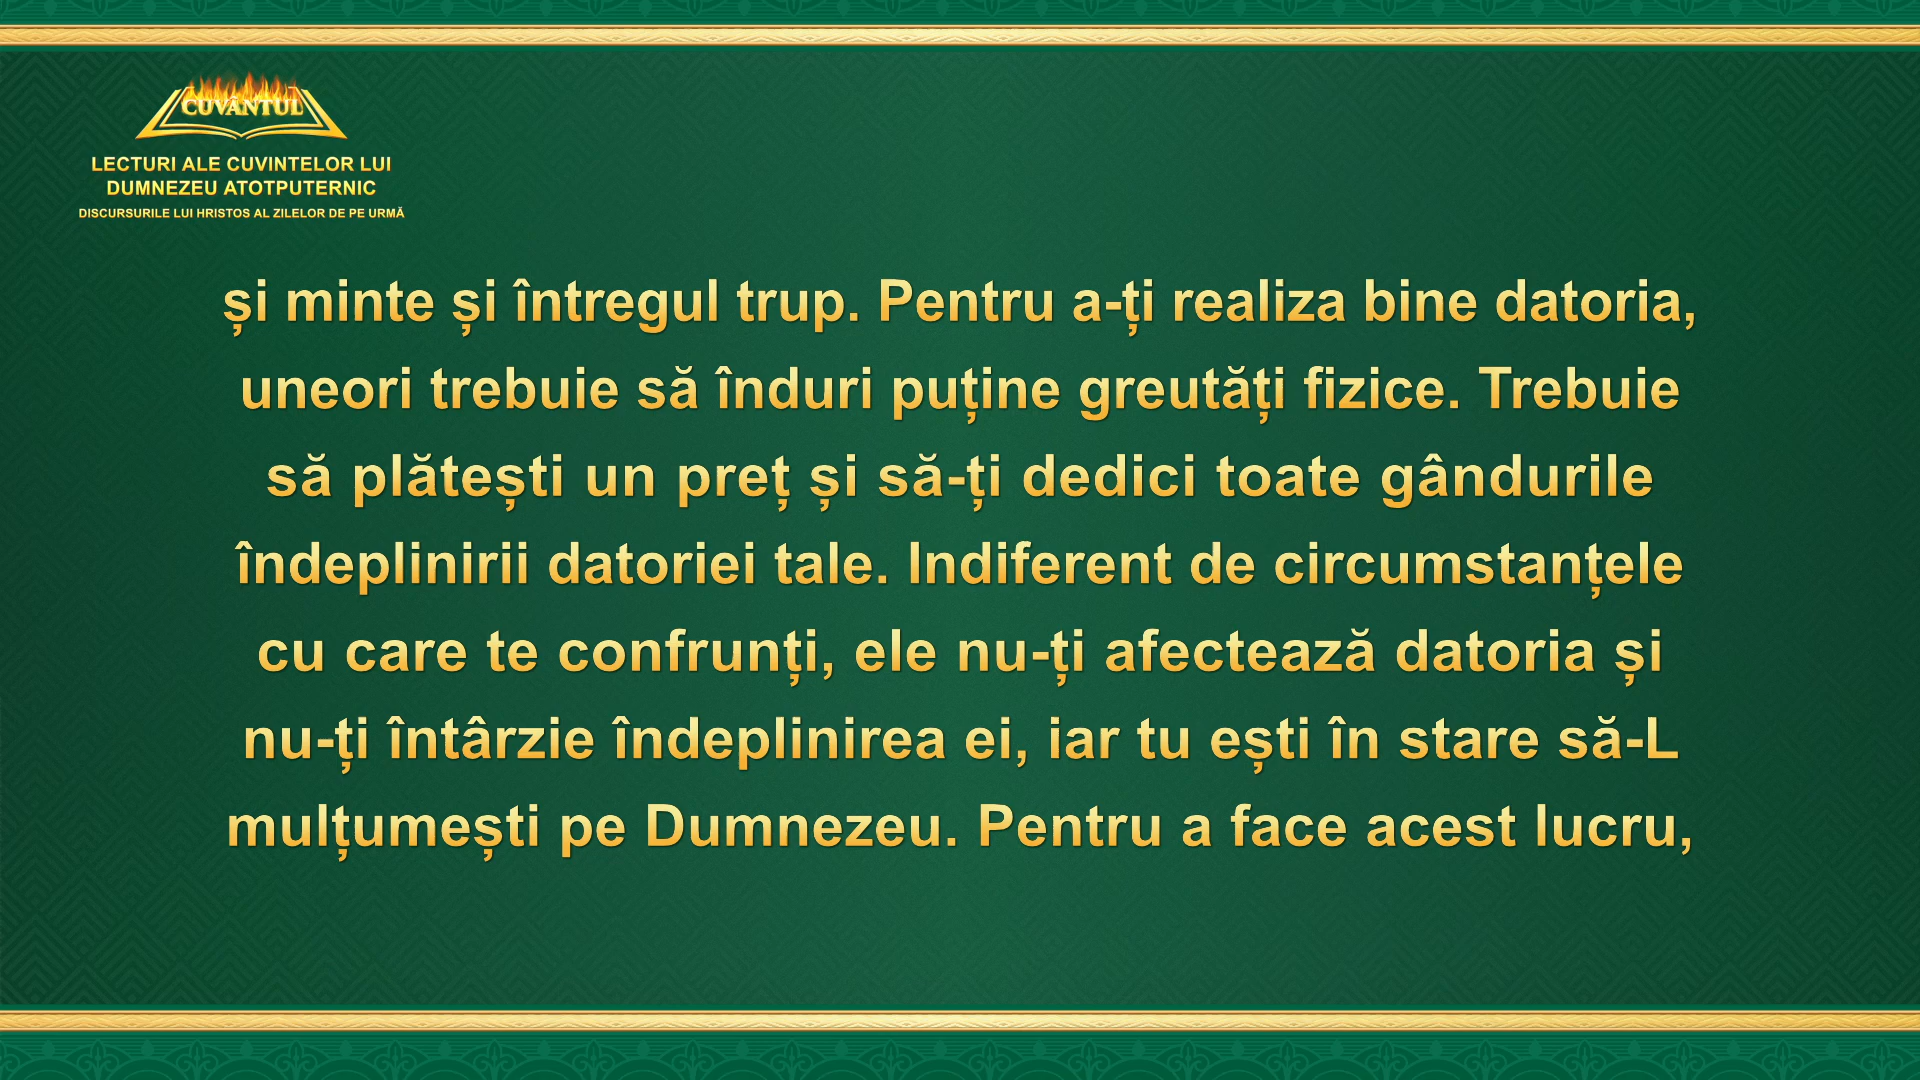 CUVÂNTUL
LECTURI ALE CUVINTELOR LUI
DUMNEZEU ATOTPUTERNIC
DISCURSURILE LUI HRISTOS AL ZILELOR DE PE URMĂ
și minte și întregul trup. Pentru a-ți realiza bine datoria,
uneori trebuie să înduri puține greutăți fizice. Trebuie
să plătești un preț și să-ți dedici toate gândurile
îndeplinirii datoriei tale. Indiferent de circumstanțele
cu care te confrunți, ele nu-ți afectează datoria și
nu-ți întârzie îndeplinirea ei, iar tu ești în stare să-L
mulțumești pe Dumnezeu. Pentru a face acest lucru,